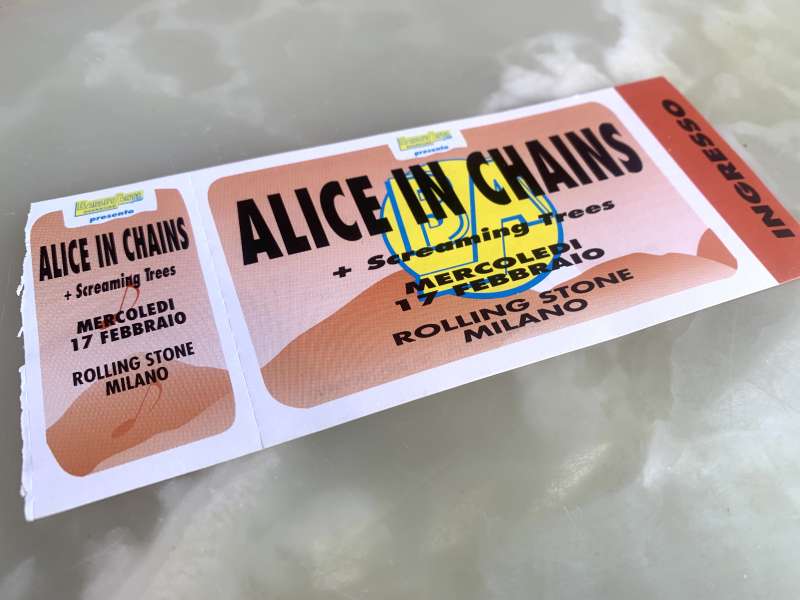 presenta
ALICE IN CHAINS
+ Screaming Trees
MERCOLEDI
17 FEBBRAIO
ROLLING STONE
MILANO
presenta
BA
ALICE IN CHAINS
+ Screaming Trees
MERCOLEDI
17 FEBBRAIO
ROLLING STONE
MILANO
INGRESSO